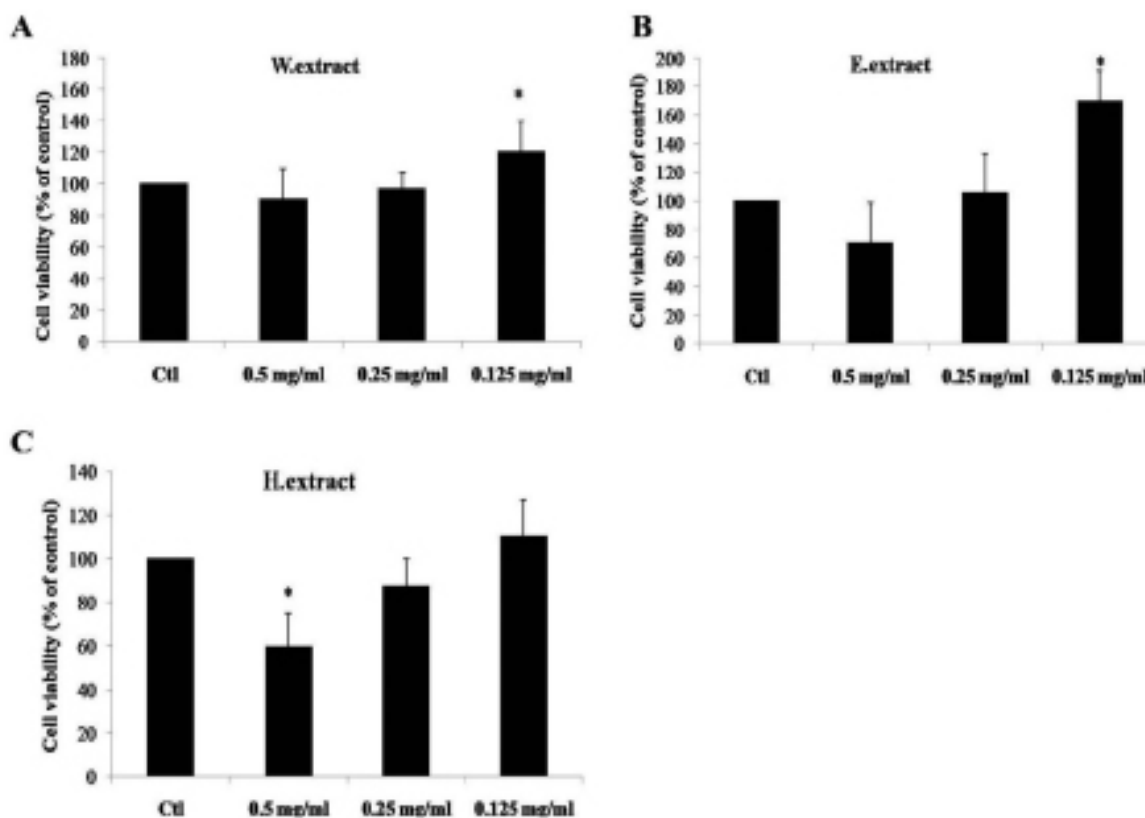 A
W.extract
Cell viability (% of control)
180
160
140
120
100
80
60
40
20
0
Ctl
0.5 mg/ml
0.25 mg/ml
0.125 mg/ml
*
B
E.extract
Cell viability (% of control)
200
180
160
140
120
100
80
60
40
20
0
Ctl
0.5 mg/ml
0.25 mg/ml
0.125 mg/ml
*
C
H.extract
Cell viability (% of control)
140
120
100
80
60
40
20
0
Ctl
0.5 mg/ml
0.25 mg/ml
0.125 mg/ml
*